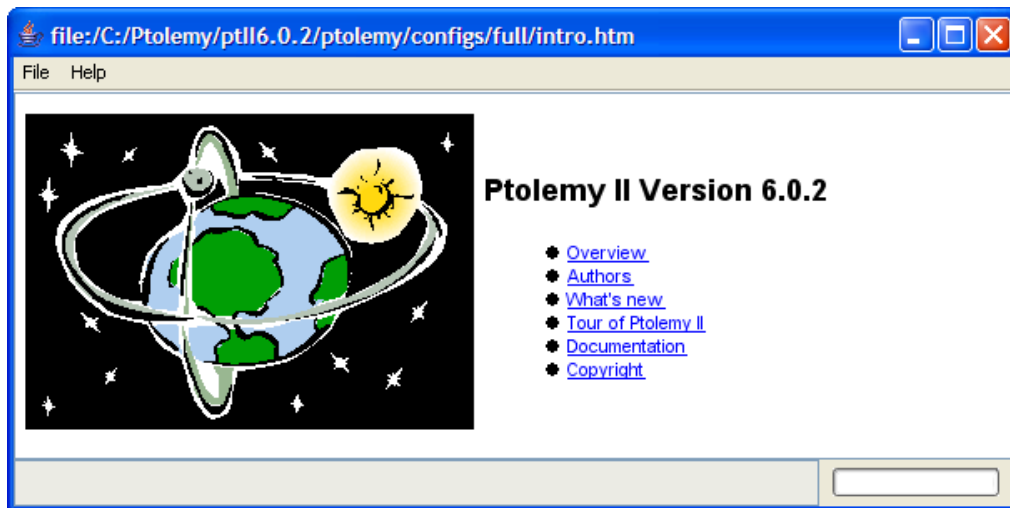 file:/C:/Ptolemy/ptII6.0.2/ptolemy/configs/full/intro.htm
File Help
Ptolemy II Version 6.0.2
Overview
Authors
What's new
Tour of Ptolemy II
Documentation
Copyright